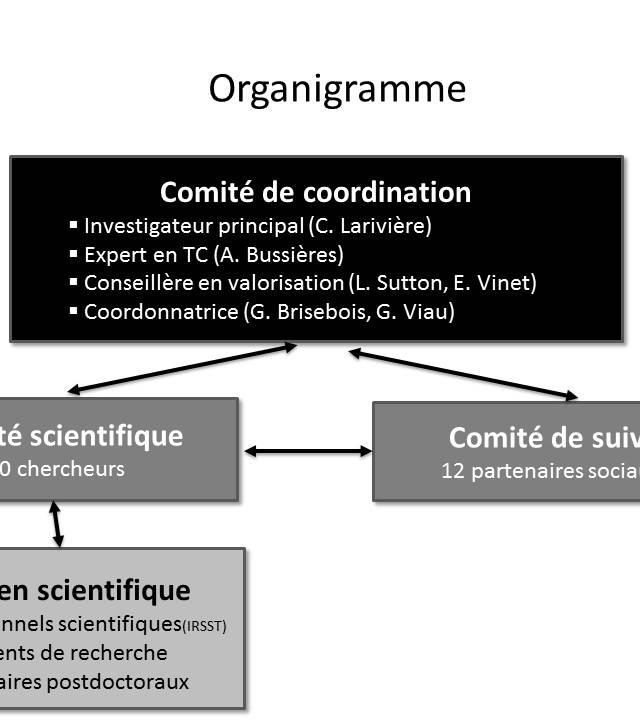 Organigramme
Comité de coordination
▪ Investigateur principal (C. Larivière)
▪ Expert en TC (A. Bussières)
▪ Conseillère en valorisation (L. Sutton, E. Vinet)
▪ Coordonnatrice (G. Brisebois, G. Viau)
té scientifique
0 chercheurs
Comité de suiv
12 partenaires socia
en scientifique
nnels scientifiques(IRSST)
ents de recherche
aires postdoctoraux